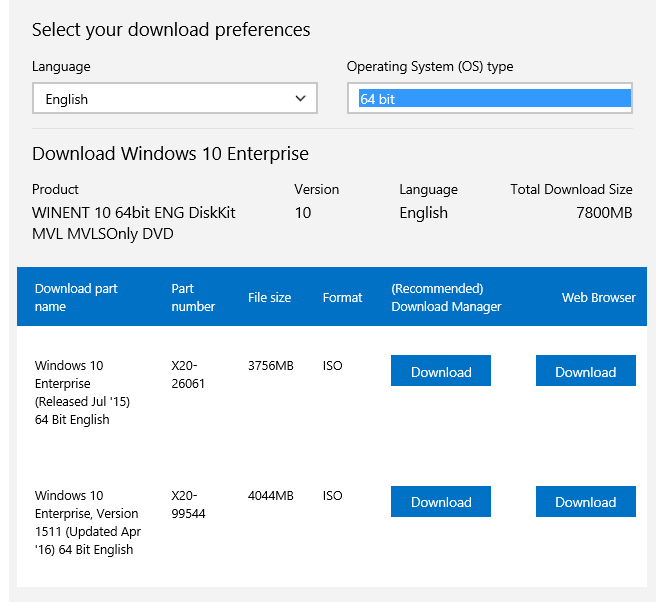 Select your download preferences
Language
Operating System (OS) type
English
64 bit
Download Windows 10 Enterprise
Product Version Language Total Download Size
WINENT 10 64bit ENG DiskKit 10 English 7800MB
MVL MVLSOnly DVD
Download part Part (Recommended)
File size Format Web Browser
name number Download Manager
Windows 10 X20- 3756MB ISO Download Download
Enterprise 26061
(Released Jul '15)
64 Bit English
Windows 10 X20- 4044MB ISO Download Download
Enterprise, Version 99544
1511 (Updated Apr
'16) 64 Bit English